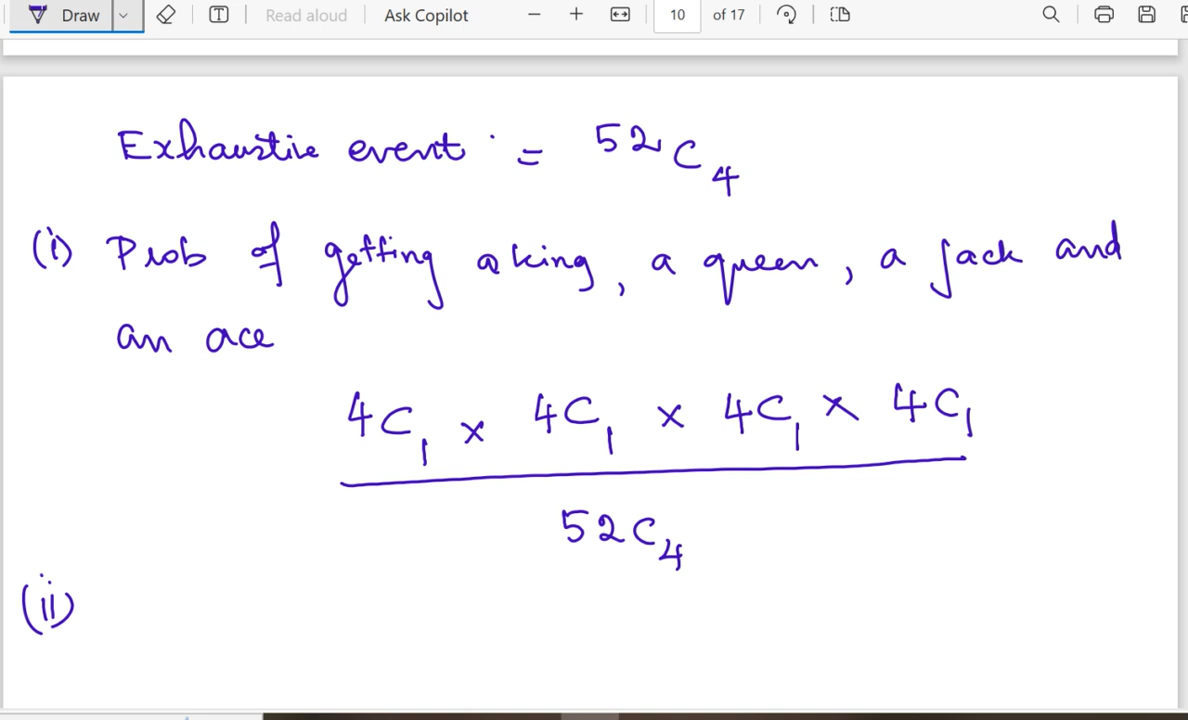 Draw
Read aloud
Ask Copilot
10 of 17
Exhaustive event = 52C4
(i) Prob of getting a king, a queen, a jack and
an ace
4C1 x 4C1 x 4C1 x 4C1
52C4
(ii)